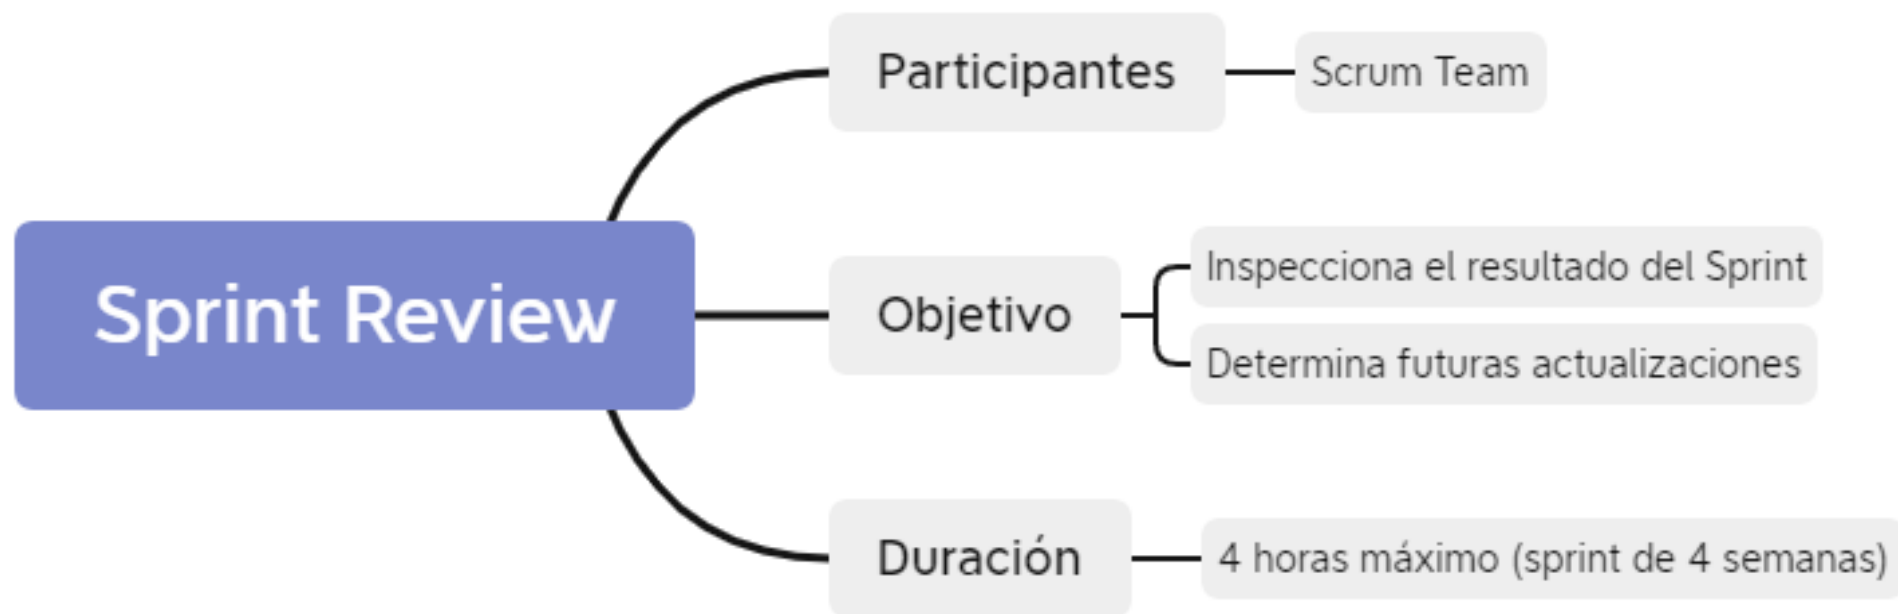 Sprint Review
Participantes
Scrum Team
Objetivo
Inspecciona el resultado del Sprint
Determina futuras actualizaciones
Duración
4 horas máximo (sprint de 4 semanas)